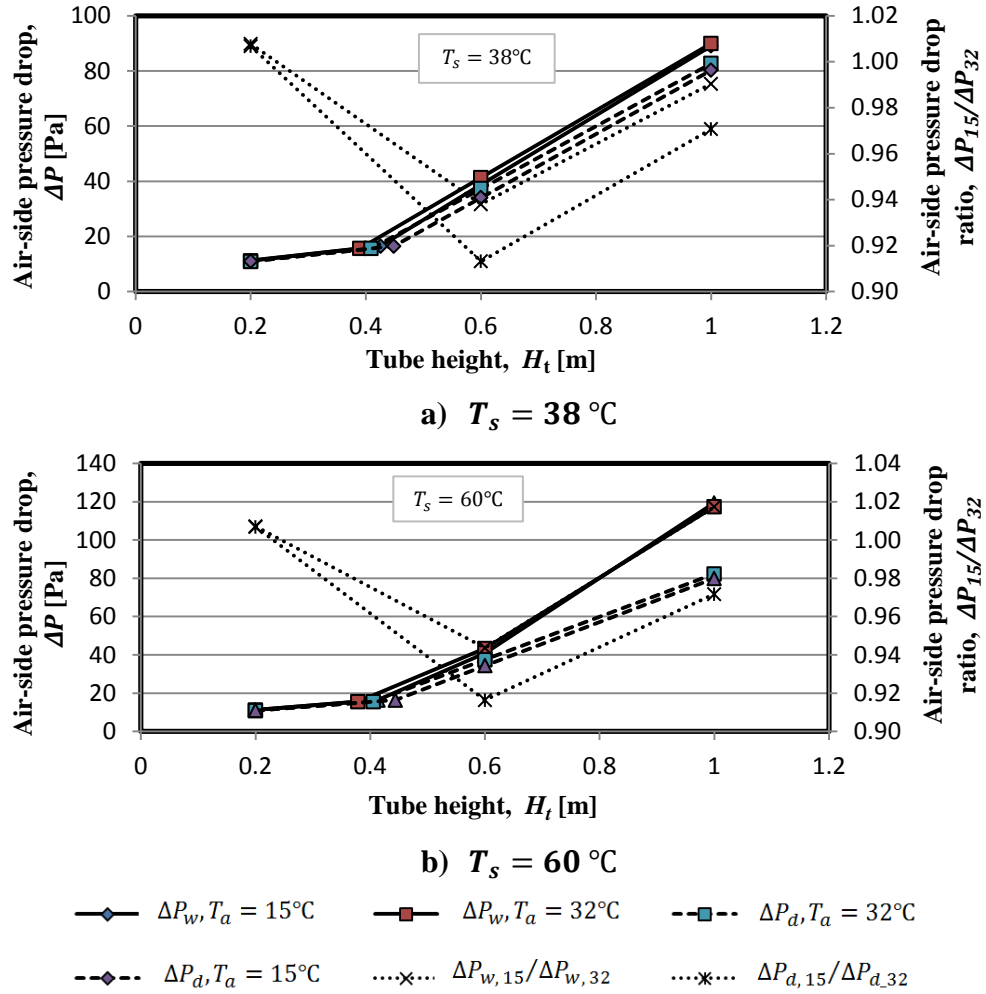 Air-side pressure drop,
ΔP [Pa]
100
80
60
40
20
0
T_s = 38°C
1.02
1.00
0.98
0.96
0.94
0.92
0.90
Air-side pressure drop
ratio, ΔP_15/ΔP_32
0 0.2 0.4 0.6 0.8 1 1.2
Tube height, H_t [m]
a) T_s = 38 °C
Air-side pressure drop,
ΔP [Pa]
140
120
100
80
60
40
20
0
T_s = 60°C
1.04
1.02
1.00
0.98
0.96
0.94
0.92
0.90
Air-side pressure drop
ratio, ΔP_15/ΔP_32
0 0.2 0.4 0.6 0.8 1 1.2
Tube height, H_t [m]
b) T_s = 60 °C
ΔP_w, T_a = 15°C ΔP_w, T_a = 32°C ΔP_d, T_a = 32°C
ΔP_d, T_a = 15°C ΔP_w,15/ΔP_w,32 ΔP_d,15/ΔP_d_32